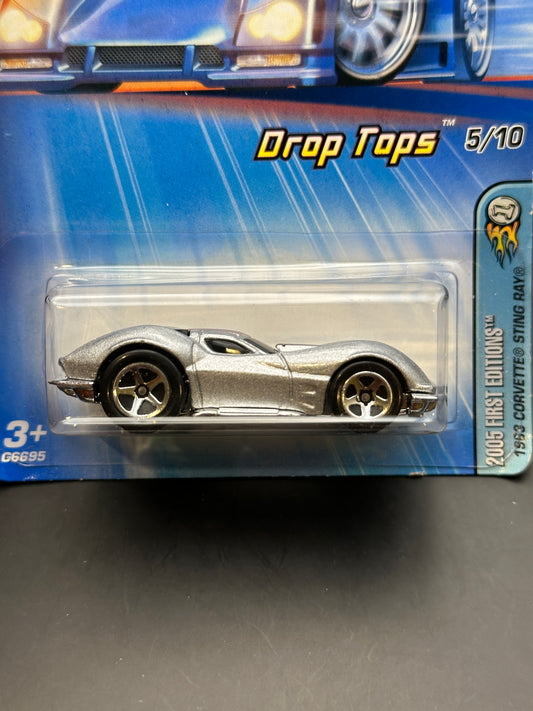 Drop Tops™ 5/10
2005 FIRST EDITIONS™
1963 CORVETTE® STING RAY®
3+
G6695